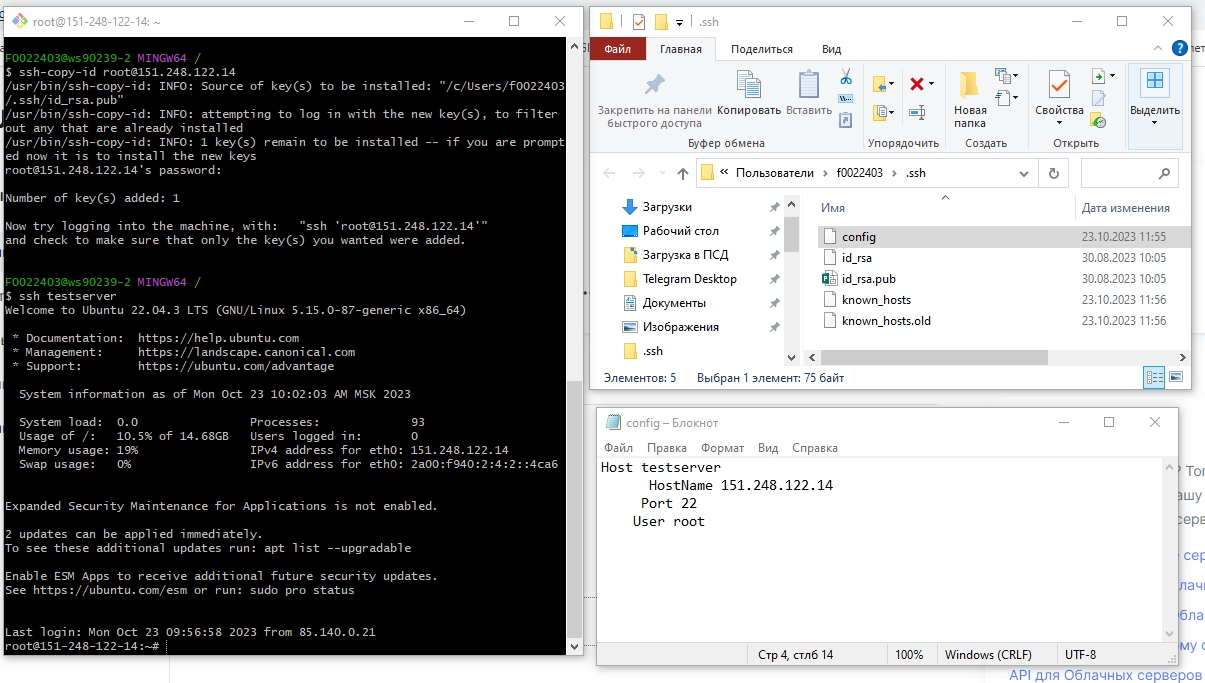 root@151-248-122-14: ~
F0022403@ws90239-2 MINGW64 /
$ ssh-copy-id root@151.248.122.14
/usr/bin/ssh-copy-id: INFO: Source of key(s) to be installed: "/c/Users/f0022403
/.ssh/id_rsa.pub"
/usr/bin/ssh-copy-id: INFO: attempting to log in with the new key(s), to filter
out any that are already installed
/usr/bin/ssh-copy-id: INFO: 1 key(s) remain to be installed -- if you are prompt
ed now it is to install the new keys
root@151.248.122.14's password:
Number of key(s) added: 1
Now try logging into the machine, with:   "ssh 'root@151.248.122.14'"
and check to make sure that only the key(s) you wanted were added.
F0022403@ws90239-2 MINGW64 /
$ ssh testserver
Welcome to Ubuntu 22.04.3 LTS (GNU/Linux 5.15.0-87-generic x86_64)
* Documentation:  https://help.ubuntu.com
* Management:     https://landscape.canonical.com
* Support:        https://ubuntu.com/advantage
System information as of Mon Oct 23 10:02:03 AM MSK 2023
System load:  0.0                Processes:             93
Usage of /:   10.5% of 14.68GB   Users logged in:       0
Memory usage: 19%                IPv4 address for eth0: 151.248.122.14
Swap usage:   0%                 IPv6 address for eth0: 2a00:f940:2:4:2::4ca6
Expanded Security Maintenance for Applications is not enabled.
2 updates can be applied immediately.
To see these additional updates run: apt list --upgradable
Enable ESM Apps to receive additional future security updates.
See https://ubuntu.com/esm or run: sudo pro status
Last login: Mon Oct 23 09:56:58 2023 from 85.140.0.21
root@151-248-122-14:~#
.ssh
Файл Главная Поделиться Вид
Закрепить на панели быстрого доступа
Копировать
Вставить
Буфер обмена
Упорядочить
Новая папка
Создать
Свойства
Открыть
Выделить
« Пользователи › f0022403 › .ssh
Загрузки
Рабочий стол
Загрузка в ПСД
Telegram Desktop
Документы
Изображения
.ssh
Имя Дата изменения
config 23.10.2023 11:55
id_rsa 30.08.2023 10:05
id_rsa.pub 30.08.2023 10:05
known_hosts 23.10.2023 11:56
known_hosts.old 23.10.2023 11:56
Элементов: 5 Выбран 1 элемент: 75 байт
config – Блокнот
Файл Правка Формат Вид Справка
Host testserver
HostName 151.248.122.14
Port 22
User root
Стр 4, стлб 14 100% Windows (CRLF) UTF-8
API для Облачных серверов